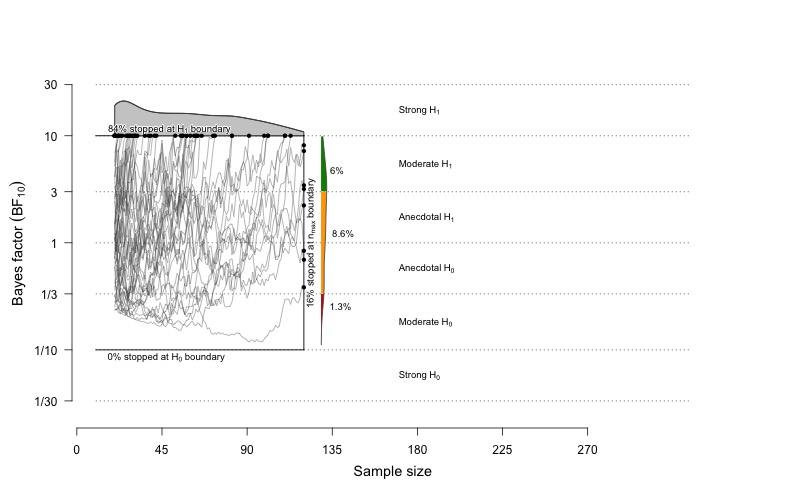 30
Strong H₁
84% stopped at H₁ boundary
10
Moderate H₁
6%
3
Anecdotal H₁
8.6%
1
Anecdotal H₀
1/3
1.3%
Moderate H₀
1/10
0% stopped at H₀ boundary
Strong H₀
1/30
16% stopped at nₘₐₓ boundary
Bayes factor (BF₁₀)
0 45 90 135 180 225 270
Sample size